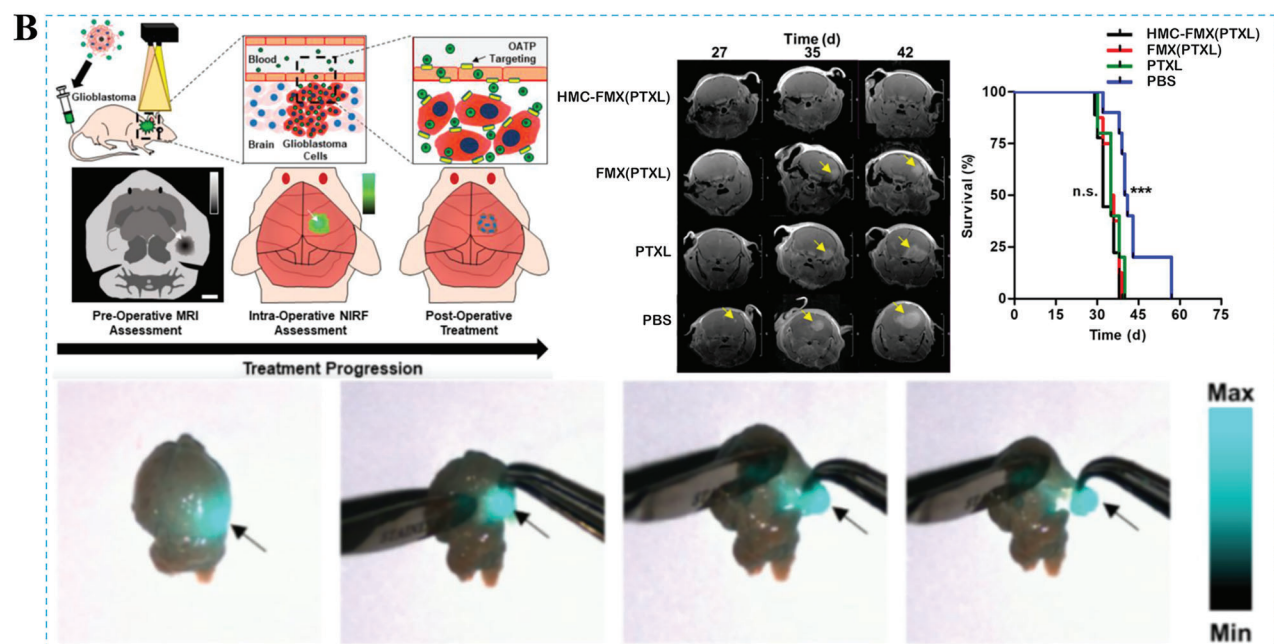 B
Blood
OATP
Targeting
Glioblastoma
Brain
Glioblastoma
Cells
Pre-Operative MRI
Assessment
Intra-Operative NIRF
Assessment
Post-Operative
Treatment
Treatment Progression
Time (d)
27
35
42
HMC-FMX(PTXL)
FMX(PTXL)
PTXL
PBS
HMC-FMX(PTXL)
FMX(PTXL)
PTXL
PBS
Survival (%)
100
75
50
25
0
n.s.
***
0
15
30
45
60
75
Time (d)
Max
Min